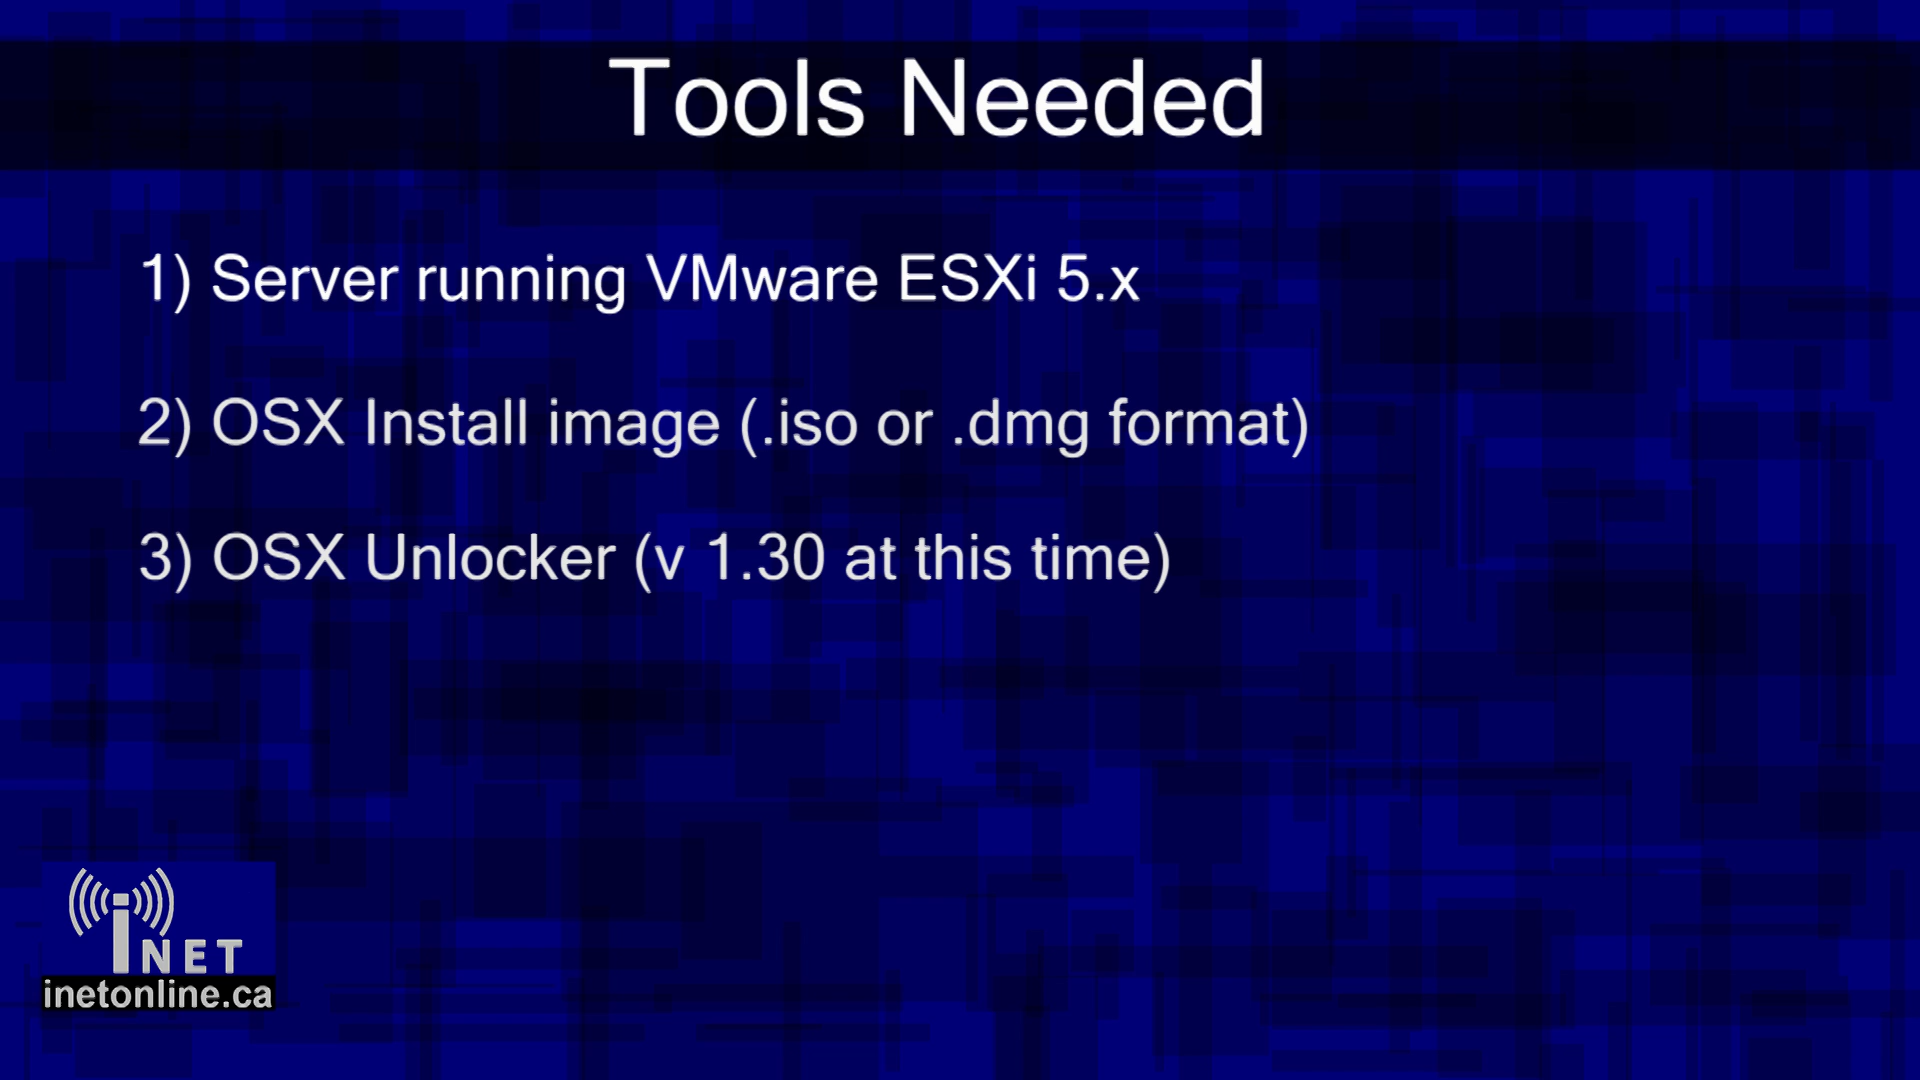 Tools Needed
1) Server running VMware ESXi 5.x
2) OSX Install image (.iso or .dmg format)
3) OSX Unlocker (v 1.30 at this time)
iNET
inetonline.ca